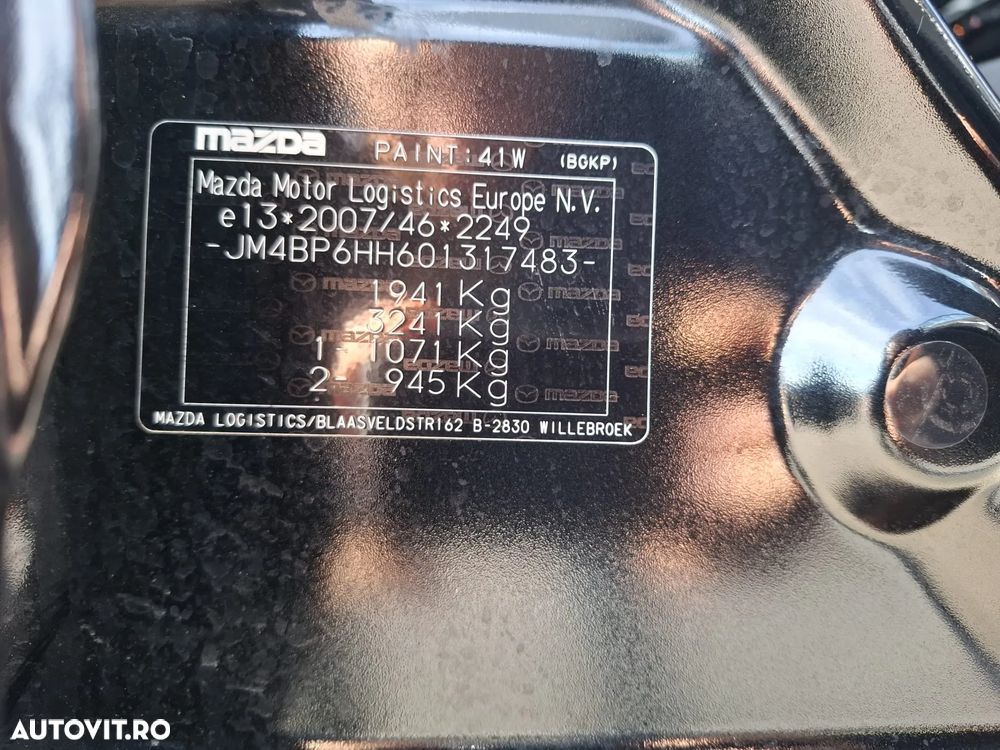 mazda PAINT:41W (BGKP)
Mazda Motor Logistics Europe N.V.
e13*2007/46*2249
-JM4BP6HH601317483-
1941 Kg
3241 Kg
1- 1071 Kg
2- 945 Kg
MAZDA LOGISTICS/BLAASVELDSTR162 B-2830 WILLEBROEK
AUTOVIT.RO